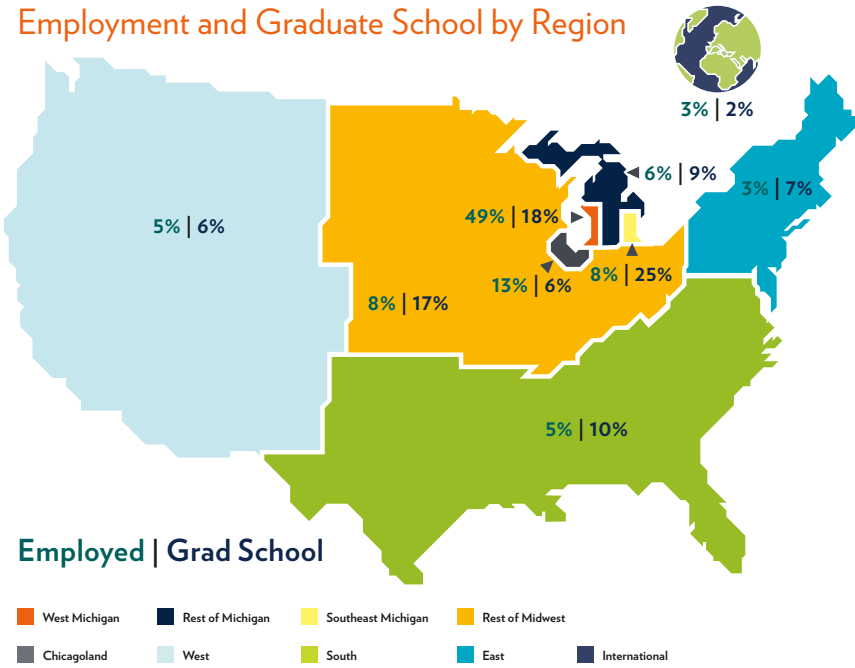 Employment and Graduate School by Region
3% | 2%
6% | 9%
3% | 7%
49% | 18%
5% | 6%
8% | 25%
13% | 6%
8% | 17%
5% | 10%
Employed | Grad School
West Michigan
Rest of Michigan
Southeast Michigan
Rest of Midwest
Chicagoland
West
South
East
International